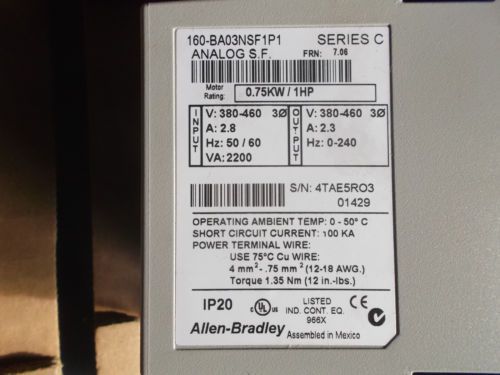 160-BA03NSF1P1 SERIES C
ANALOG S.F. FRN: 7.06
Motor Rating: 0.75KW / 1HP
INPUT
V: 380-460 3Ø
A: 2.8
Hz: 50 / 60
VA: 2200
OUTPUT
V: 380-460 3Ø
A: 2.3
Hz: 0-240
S/N: 4TAE5RO3
01429
OPERATING AMBIENT TEMP: 0 - 50° C
SHORT CIRCUIT CURRENT: 100 KA
POWER TERMINAL WIRE:
USE 75°C Cu WIRE:
4 mm²- .75 mm² (12-18 AWG.)
Torque 1.35 Nm (12 in.-lbs.)
IP20 c UL us LISTED CE
IND. CONT. EQ.
966X
Allen-Bradley Assembled in Mexico